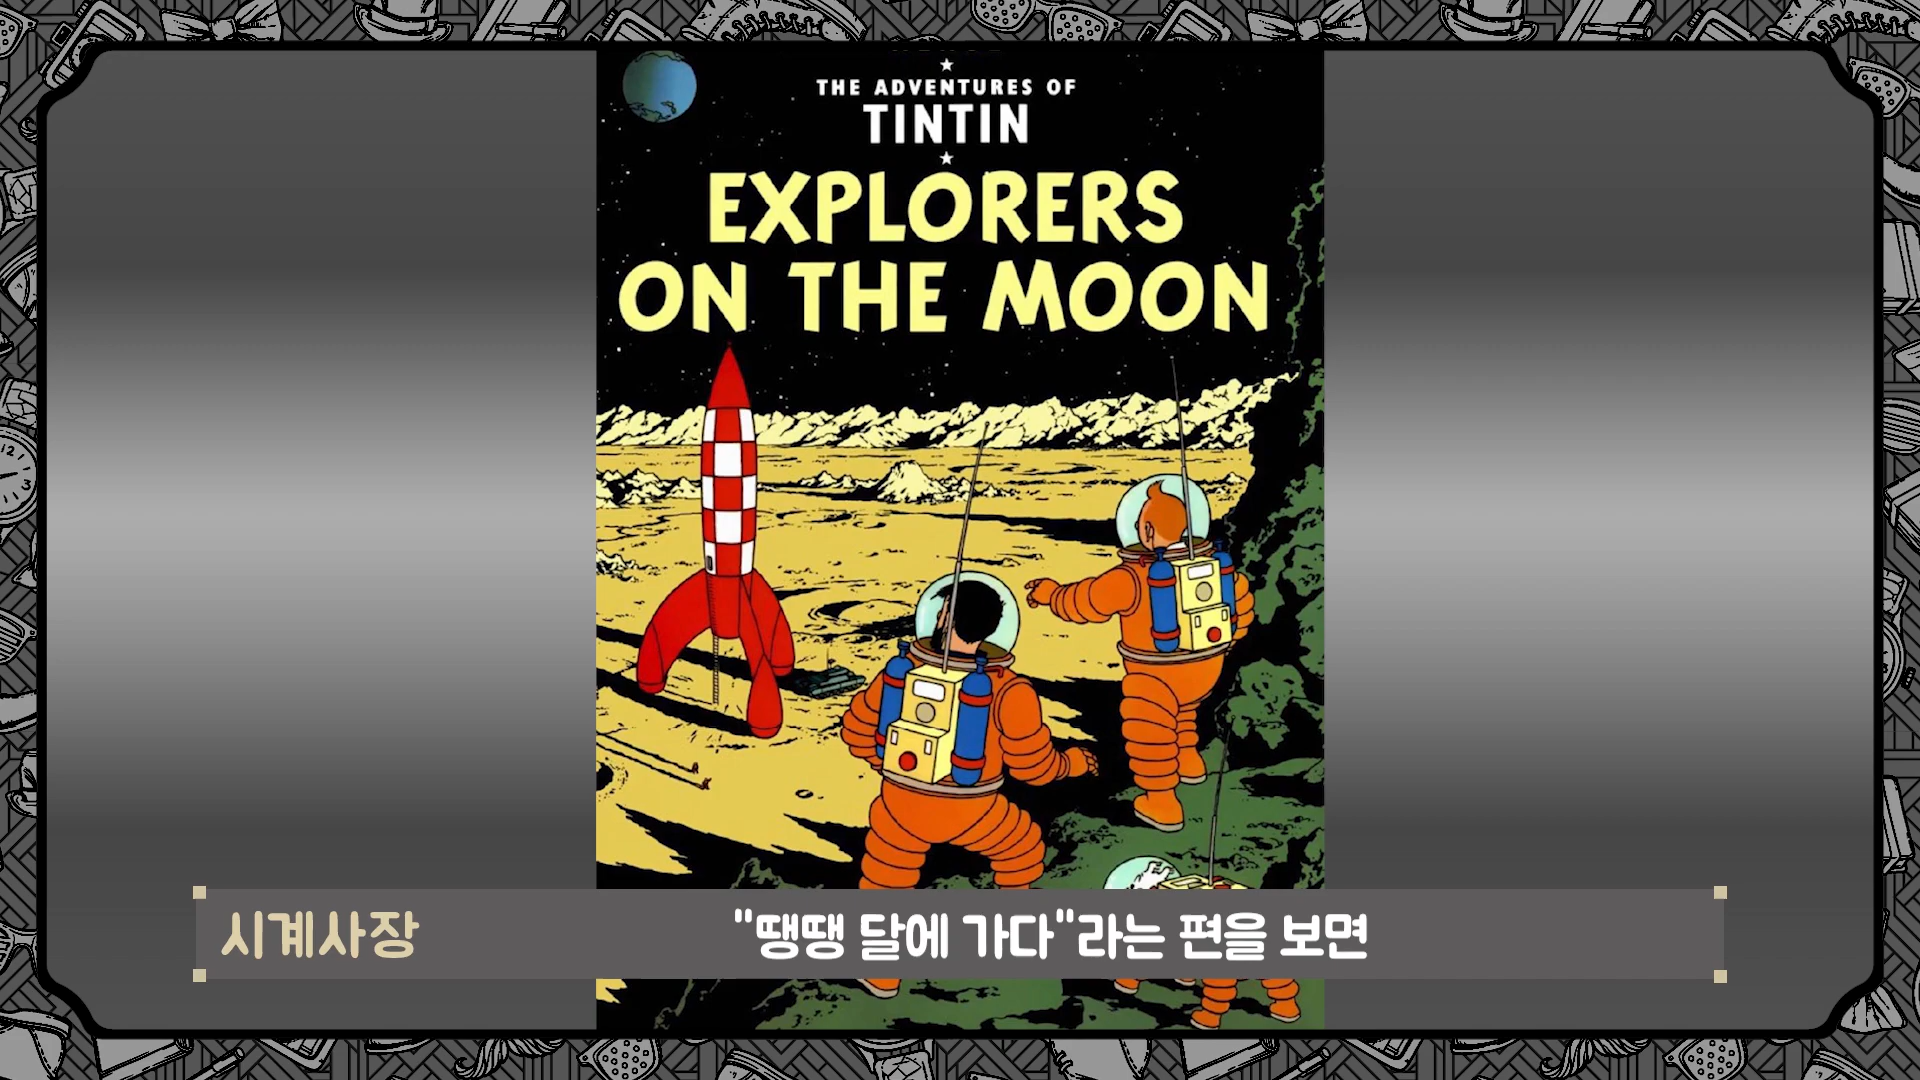 THE ADVENTURES OF
TINTIN
EXPLORERS
ON THE MOON
시계사장
"땡땡 달에 가다"라는 편을 보면